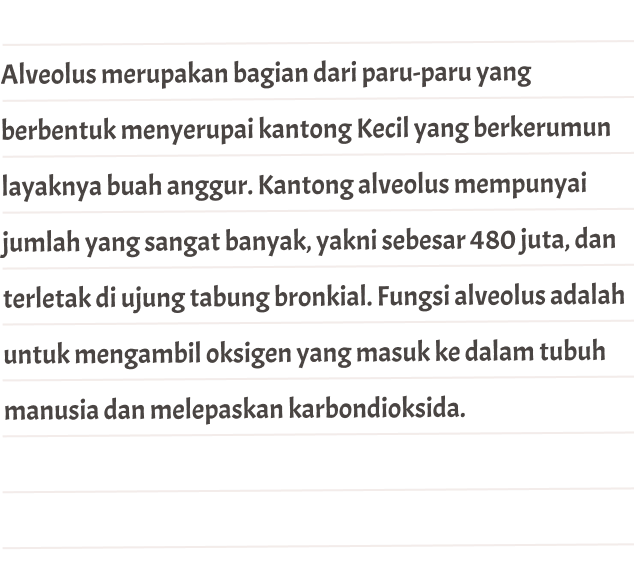 Alveolus merupakan bagian dari paru-paru yang
berbentuk menyerupai kantong Kecil yang berkerumun
layaknya buah anggur. Kantong alveolus mempunyai
jumlah yang sangat banyak, yakni sebesar 480 juta, dan
terletak di ujung tabung bronkial. Fungsi alveolus adalah
untuk mengambil oksigen yang masuk ke dalam tubuh
manusia dan melepaskan karbondioksida.